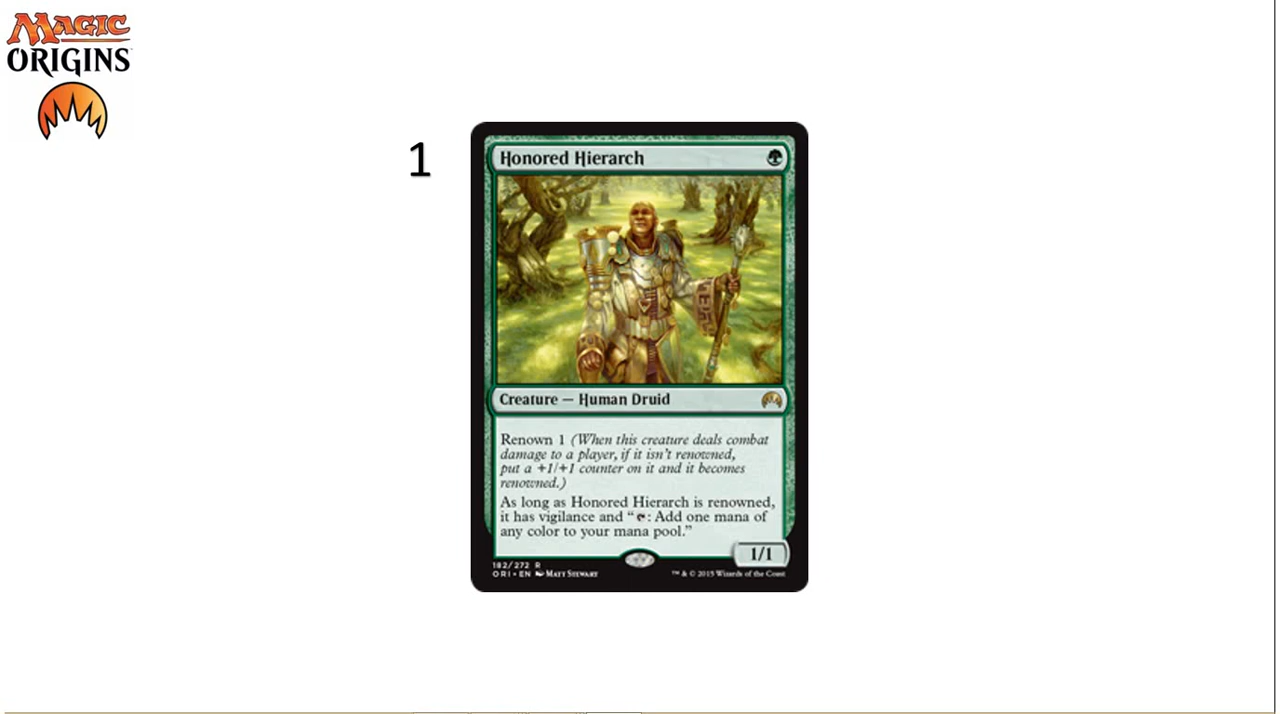 MAGIC
ORIGINS
1
Honored Hierarch
Creature — Human Druid
Renown 1 (When this creature deals combat
damage to a player, if it isn't renowned,
put a +1/+1 counter on it and it becomes
renowned.)
As long as Honored Hierarch is renowned,
it has vigilance and “: Add one mana of
any color to your mana pool.”
1/1
182/272 R
ORI • EN MATT STEWART
™ & © 2015 Wizards of the Coast